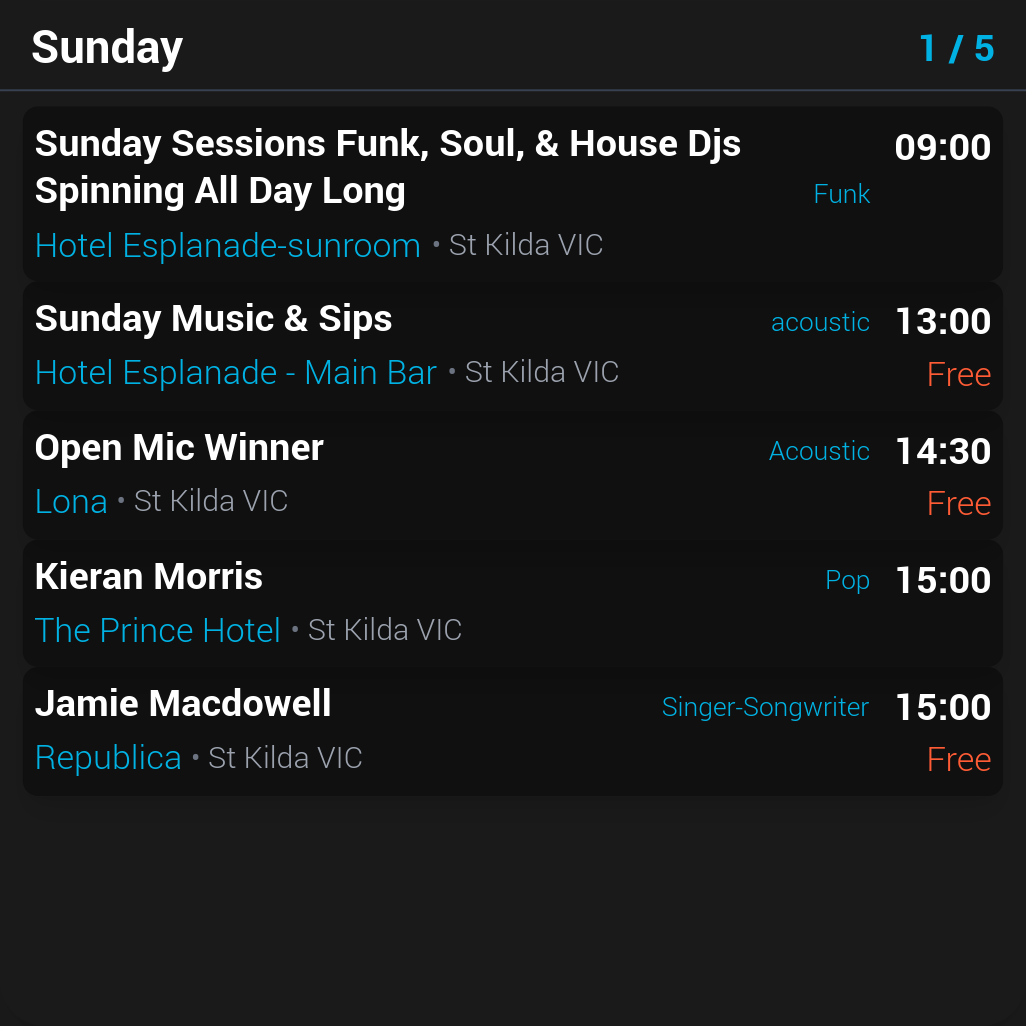 Sunday
1 / 5
Sunday Sessions Funk, Soul, & House Djs
Spinning All Day Long
09:00
Funk
Hotel Esplanade-sunroom • St Kilda VIC
Sunday Music & Sips
acoustic
13:00
Hotel Esplanade - Main Bar • St Kilda VIC
Free
Open Mic Winner
Acoustic
14:30
Lona • St Kilda VIC
Free
Kieran Morris
Pop
15:00
The Prince Hotel • St Kilda VIC
Jamie Macdowell
Singer-Songwriter
15:00
Republica • St Kilda VIC
Free